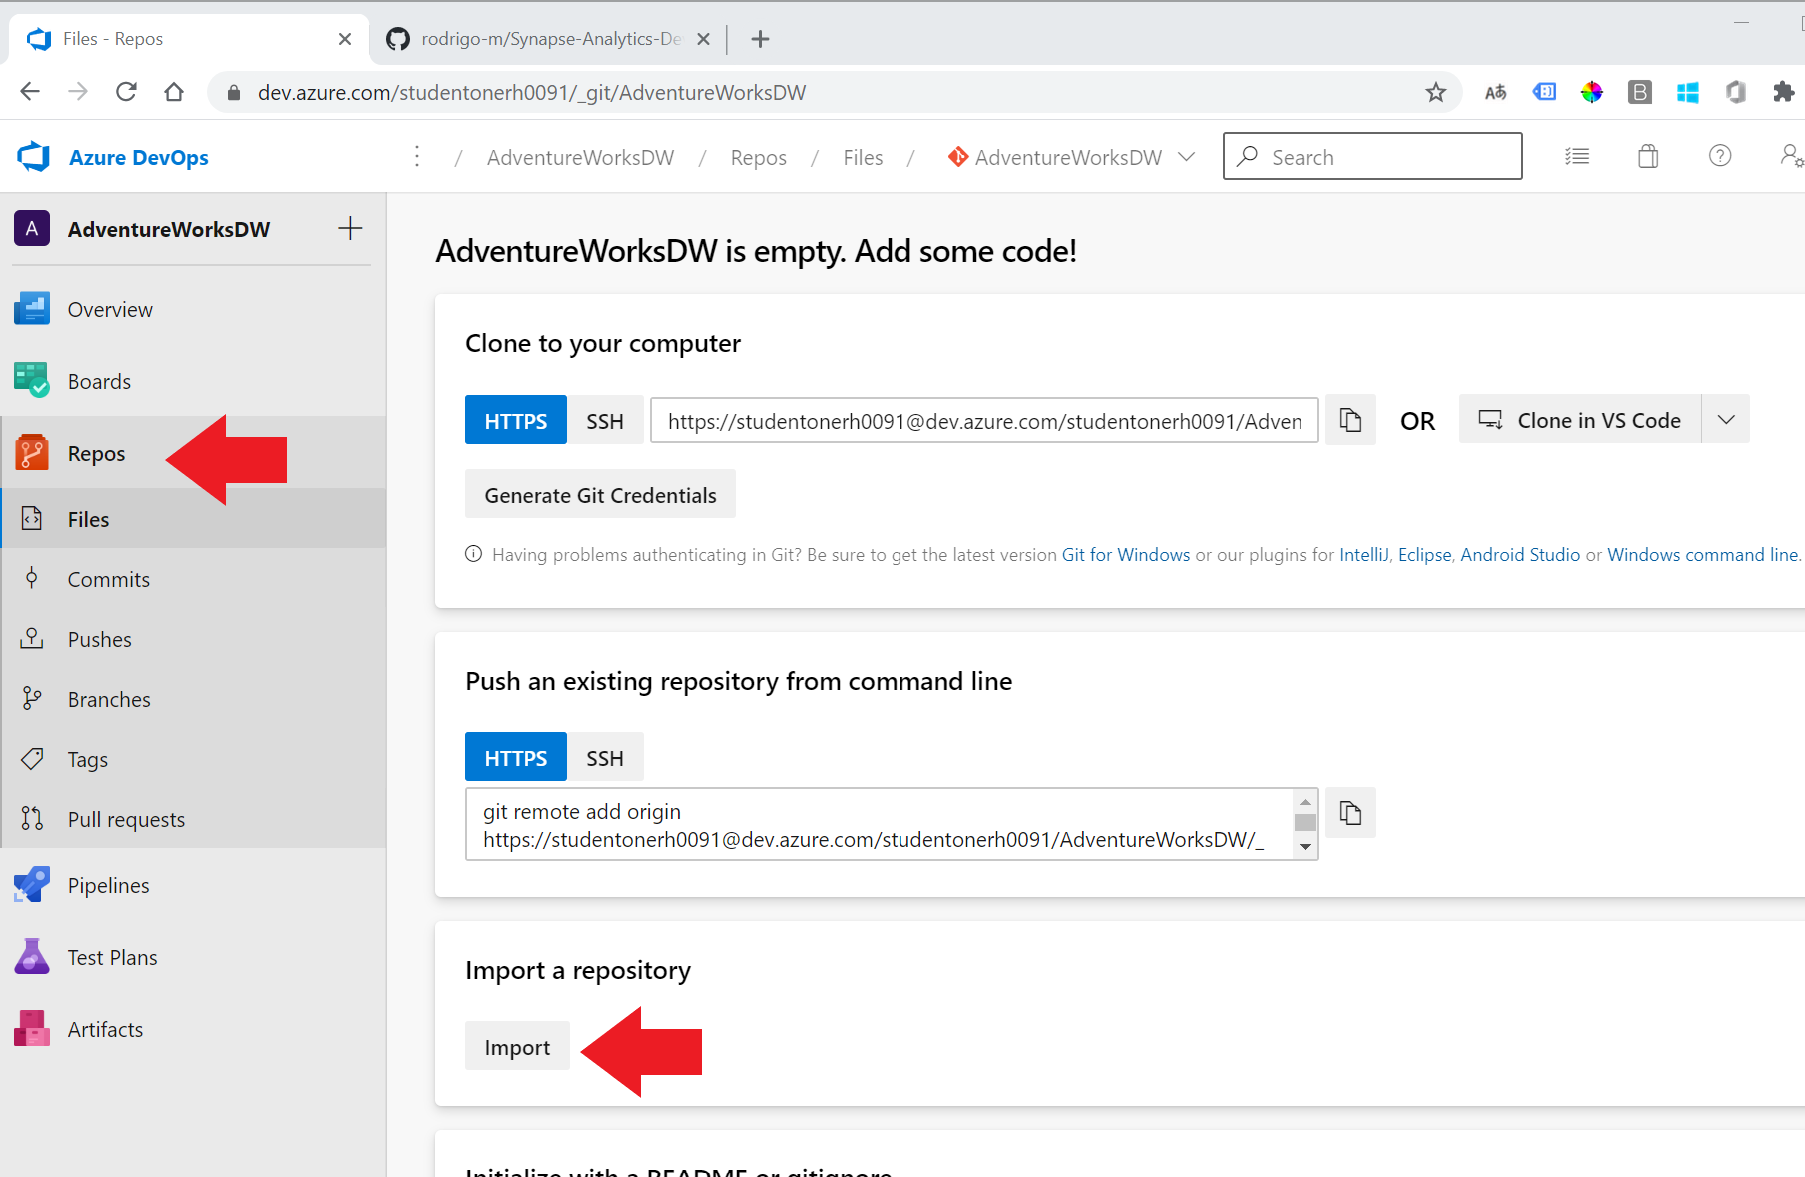 Files - Repos
rodrigo-m/Synapse-Analytics-De
dev.azure.com/studentonerh0091/_git/AdventureWorksDW
Azure DevOps
/ AdventureWorksDW / Repos / Files / AdventureWorksDW
Search
A AdventureWorksDW
Overview
Boards
Repos
Files
Commits
Pushes
Branches
Tags
Pull requests
Pipelines
Test Plans
Artifacts
AdventureWorksDW is empty. Add some code!
Clone to your computer
HTTPS SSH https://studentonerh0091@dev.azure.com/studentonerh0091/Adven OR Clone in VS Code
Generate Git Credentials
Having problems authenticating in Git? Be sure to get the latest version Git for Windows or our plugins for IntelliJ, Eclipse, Android Studio or Windows command line.
Push an existing repository from command line
HTTPS SSH
git remote add origin
https://studentonerh0091@dev.azure.com/studentonerh0091/AdventureWorksDW/_
Import a repository
Import
Initialize with a README or gitignore